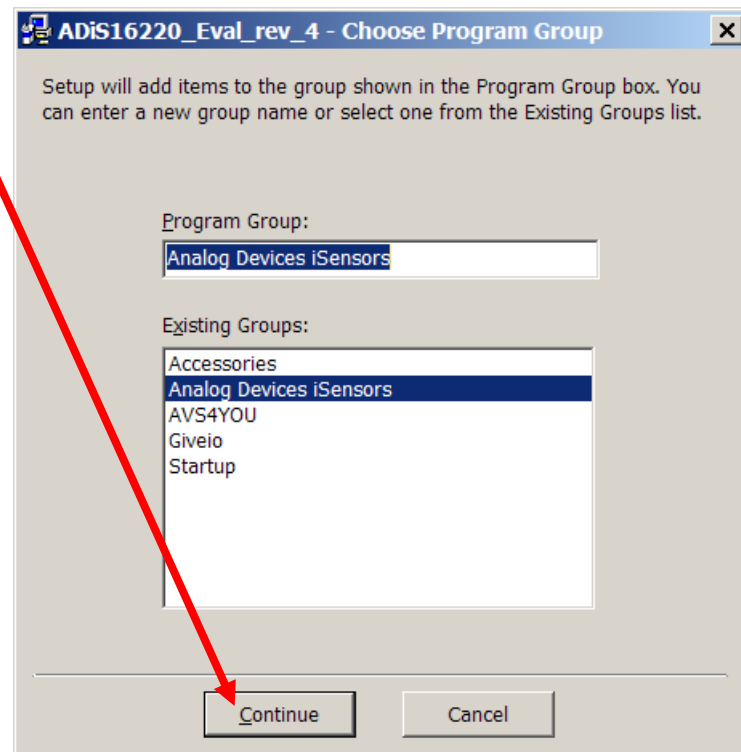 ADiS16220_Eval_rev_4 - Choose Program Group
Setup will add items to the group shown in the Program Group box. You
can enter a new group name or select one from the Existing Groups list.
Program Group:
Analog Devices iSensors
Existing Groups:
Accessories
Analog Devices iSensors
AVS4YOU
Giveio
Startup
Continue
Cancel